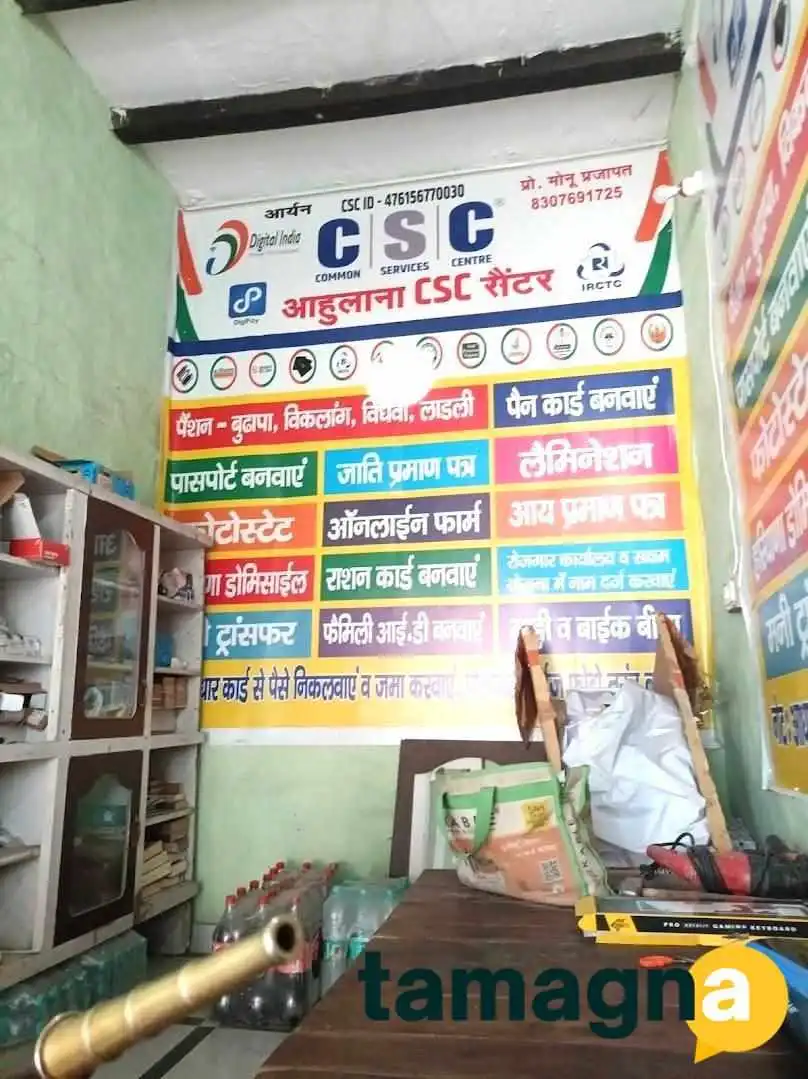 आर्यन CSC ID - 476156770030 प्रो. मोनू प्रजापत
8307691725
Digital India
CSC
COMMON SERVICES CENTRE
DigiPay
आहुलाना CSC सैंटर
IRCTC
पैंशन - बुढापा, विकलांग, विधवा, लाडली
पैन कार्ड बनवाएं
पासपोर्ट बनवाएं
जाति प्रमाण पत्र
लैमिनेशन
फोटोस्टेट
ऑनलाईन फार्म
आय प्रमाण पत्र
डोमिसाईल
राशन कार्ड बनवाएं
रोजगार कार्यालय व सक्षम
योजना में नाम दर्ज करवाएं
ट्रांसफर
फैमिली आई.डी बनवाएं
व बाईक बीमा
कार्ड से पैसे निकलवाएं व जमा करवाएं
PRO GAMING KEYBOARD
tamagna